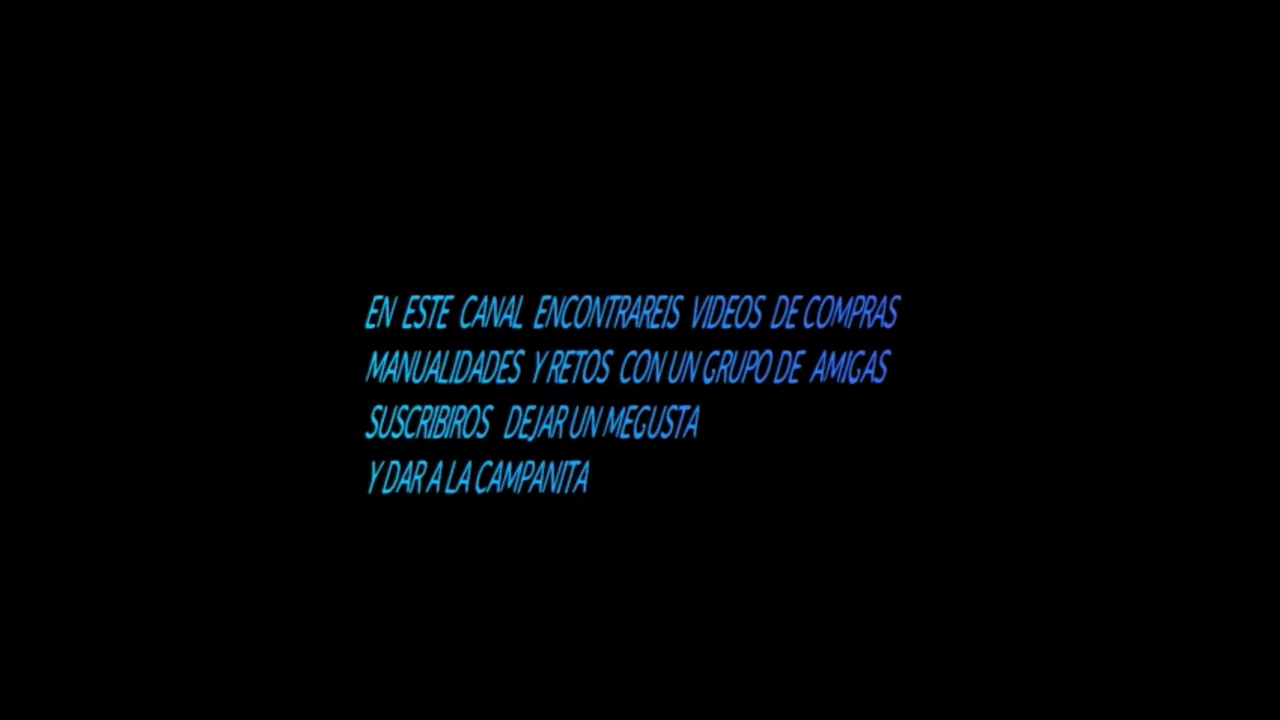 EN ESTE CANAL ENCONTRAREIS VIDEOS DE COMPRAS
MANUALIDADES Y RETOS CON UN GRUPO DE AMIGAS
SUSCRIBIROS DEJAR UN MEGUSTA
Y DAR A LA CAMPANITA